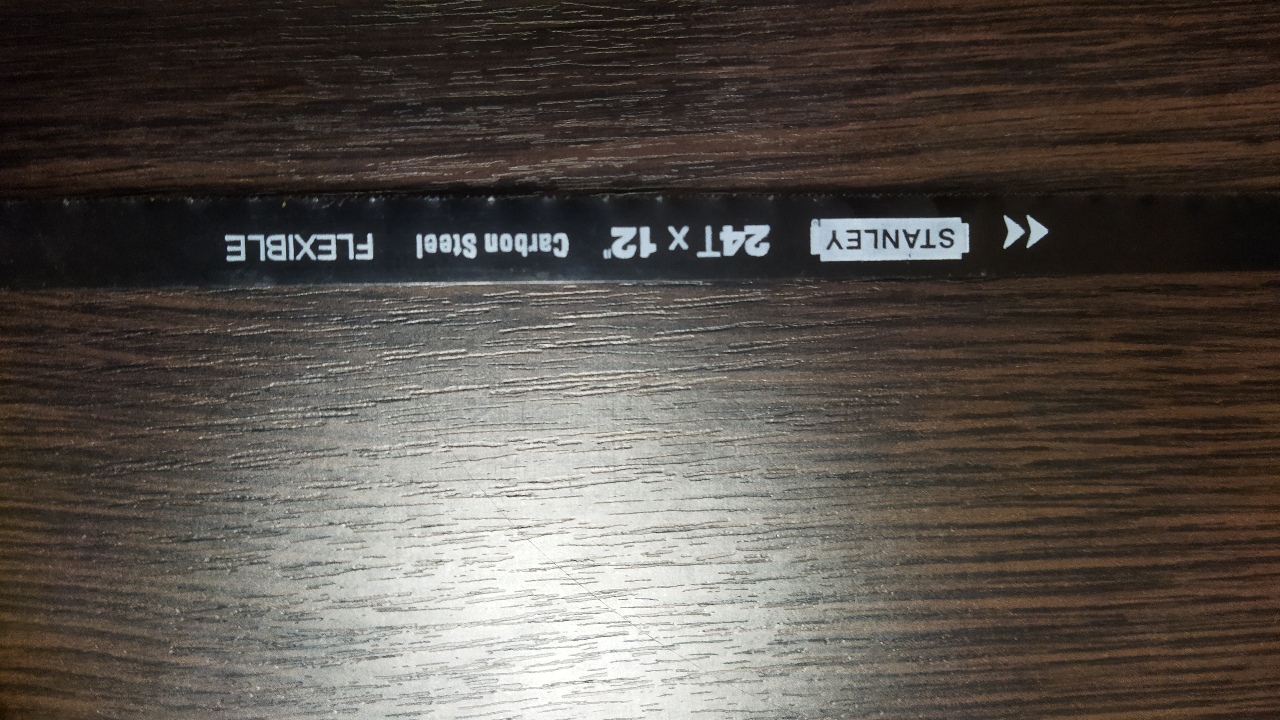 STANLEY 24T x 12" Carbon Steel FLEXIBLE